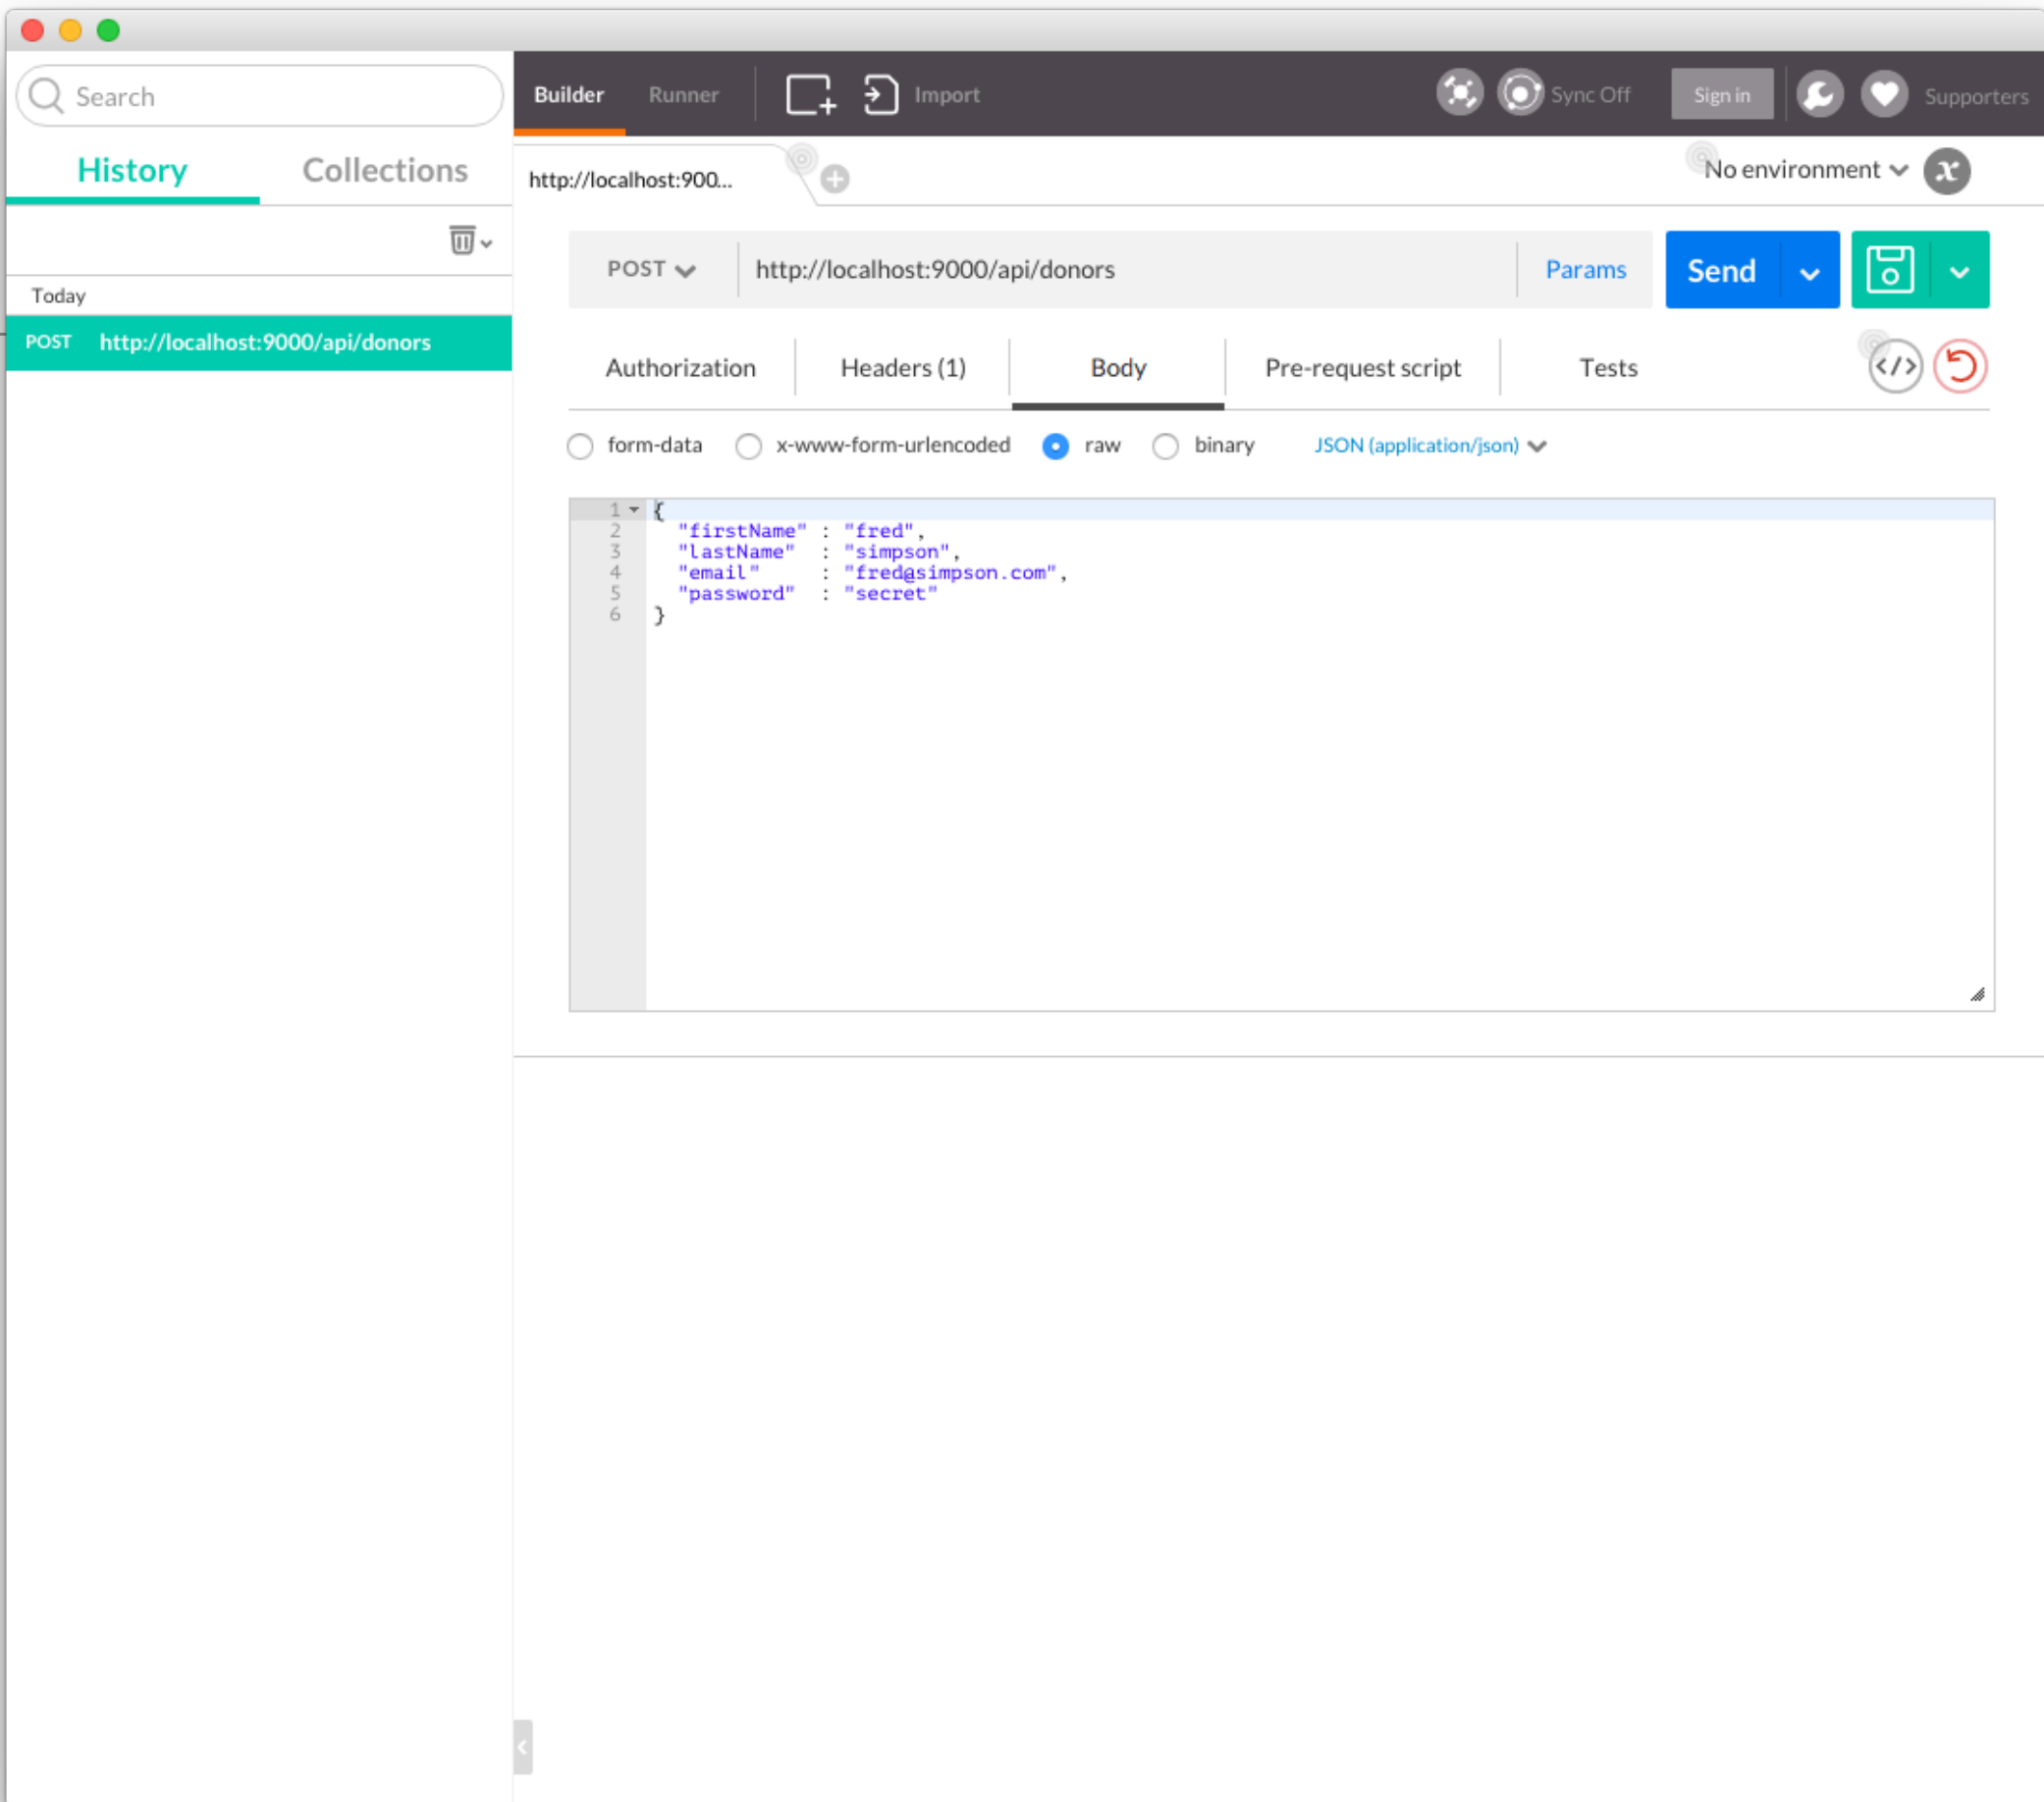 Search
Builder Runner Import Sync Off Sign in Supporters
History Collections
http://localhost:900... No environment x
Today
POST http://localhost:9000/api/donors
POST http://localhost:9000/api/donors Params Send
Authorization Headers (1) Body Pre-request script Tests </>
form-data x-www-form-urlencoded raw binary JSON (application/json)
1 {
2 "firstName" : "fred",
3 "lastName" : "simpson",
4 "email" : "fred@simpson.com",
5 "password" : "secret"
6 }